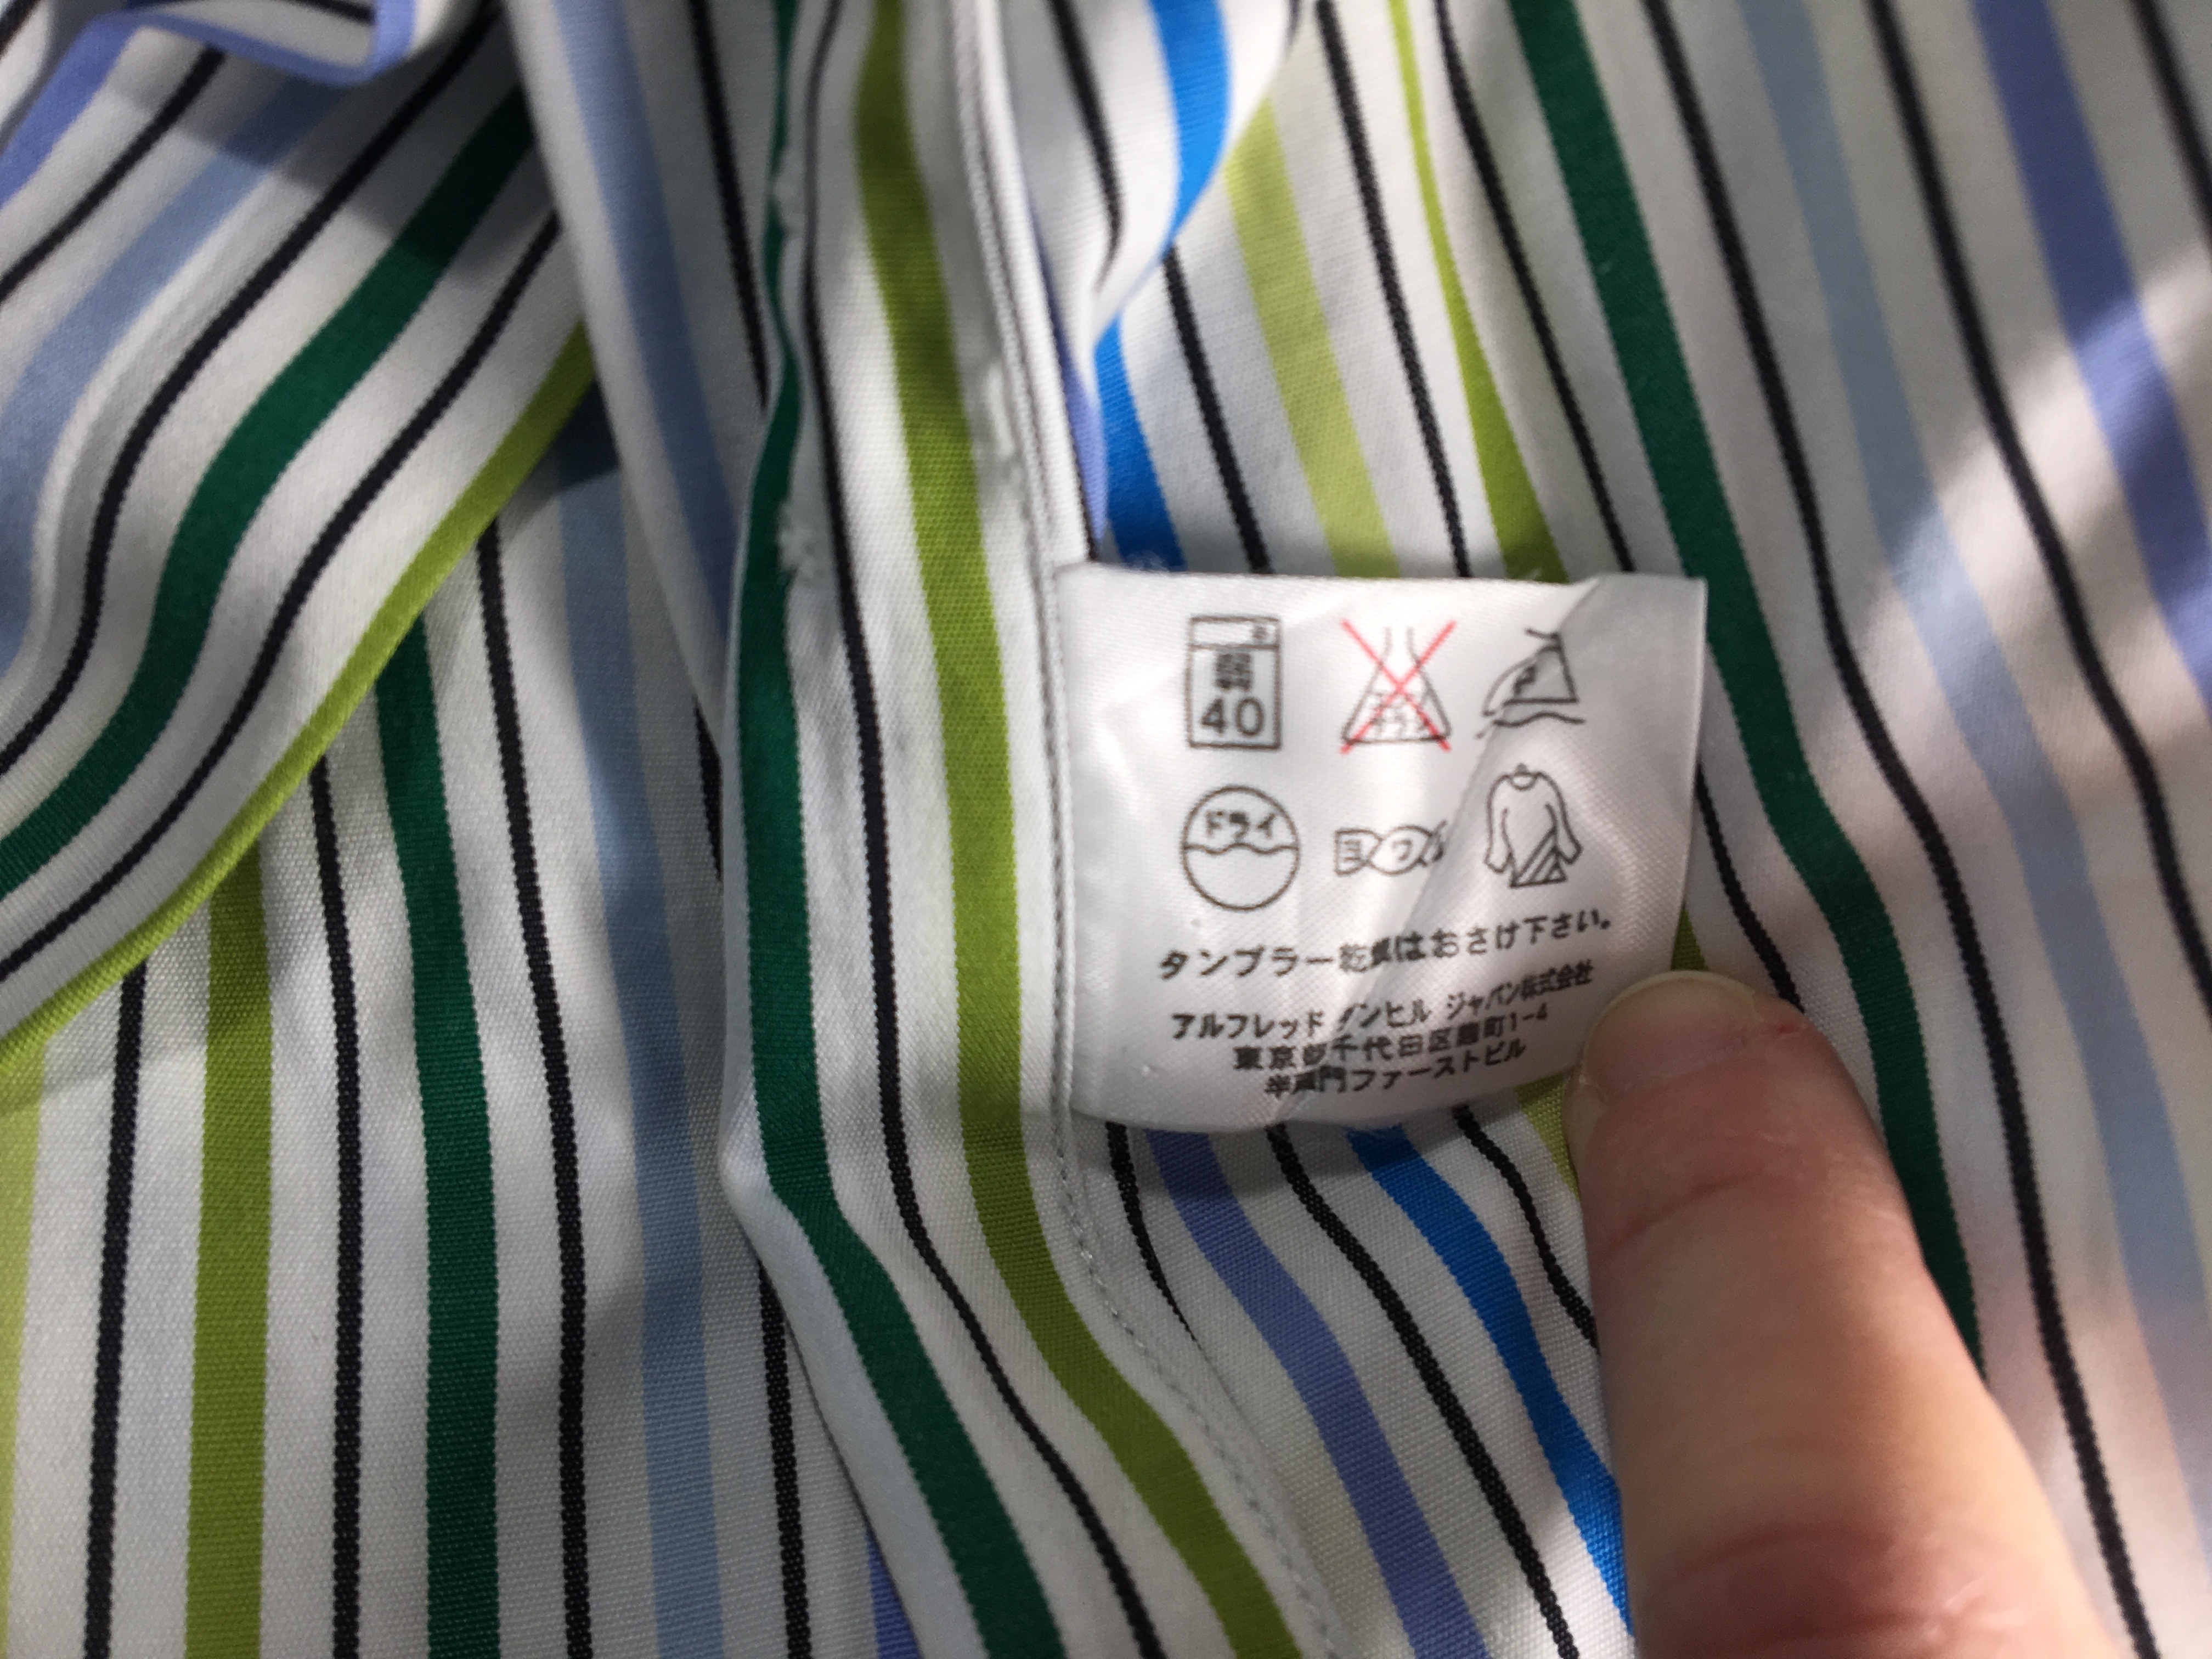 弱
40
ドライ
ヨワク
タンブラー乾燥はおさけ下さい。
アルフレッド ダンヒル ジャパン株式会社
東京都千代田区麹町1-4
半蔵門ファーストビル